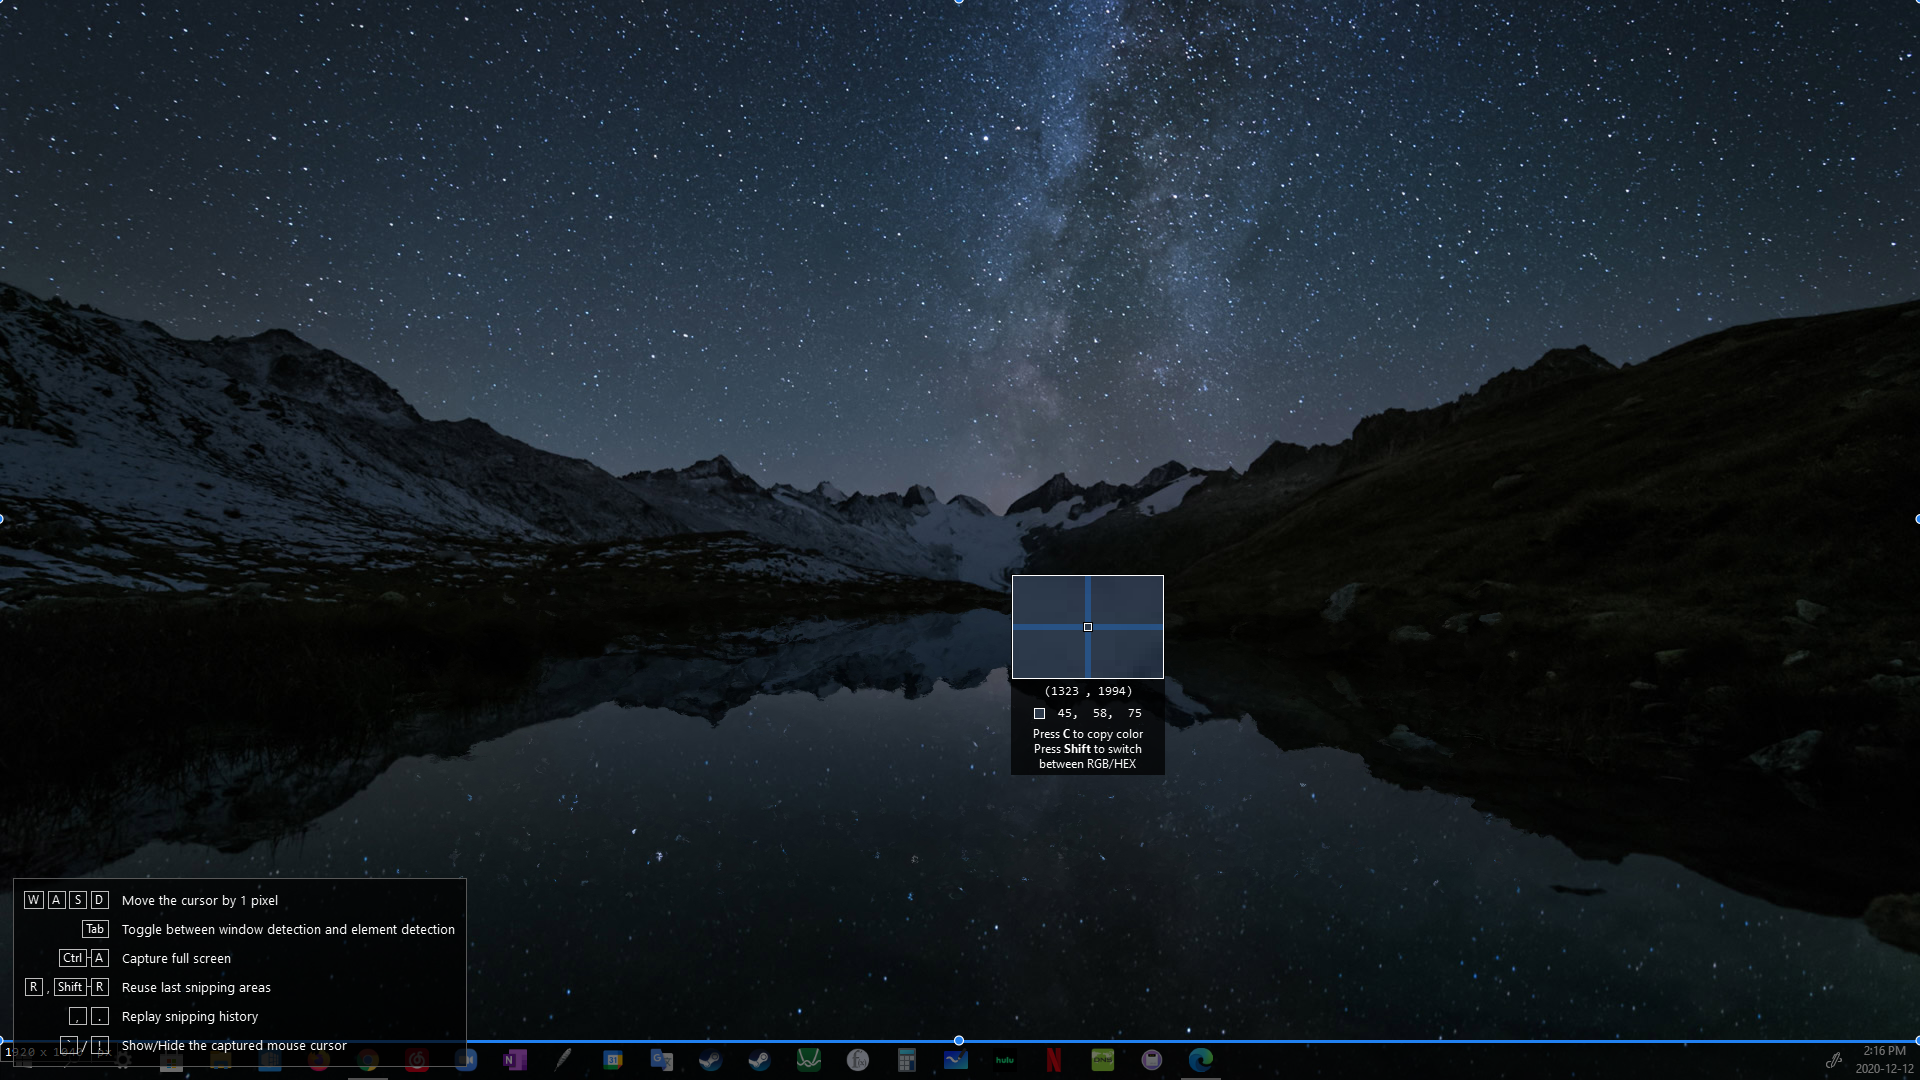 (1323 , 1994)
45, 58, 75
Press C to copy color
Press Shift to switch
between RGB/HEX
W A S D Move the cursor by 1 pixel
Tab Toggle between window detection and element detection
Ctrl A Capture full screen
R , Shift R Reuse last snipping areas
, . Replay snipping history
` / ! Show/Hide the captured mouse cursor
N
31
G
f(x)
hulu
N
DNS
2:16 PM
2020-12-12